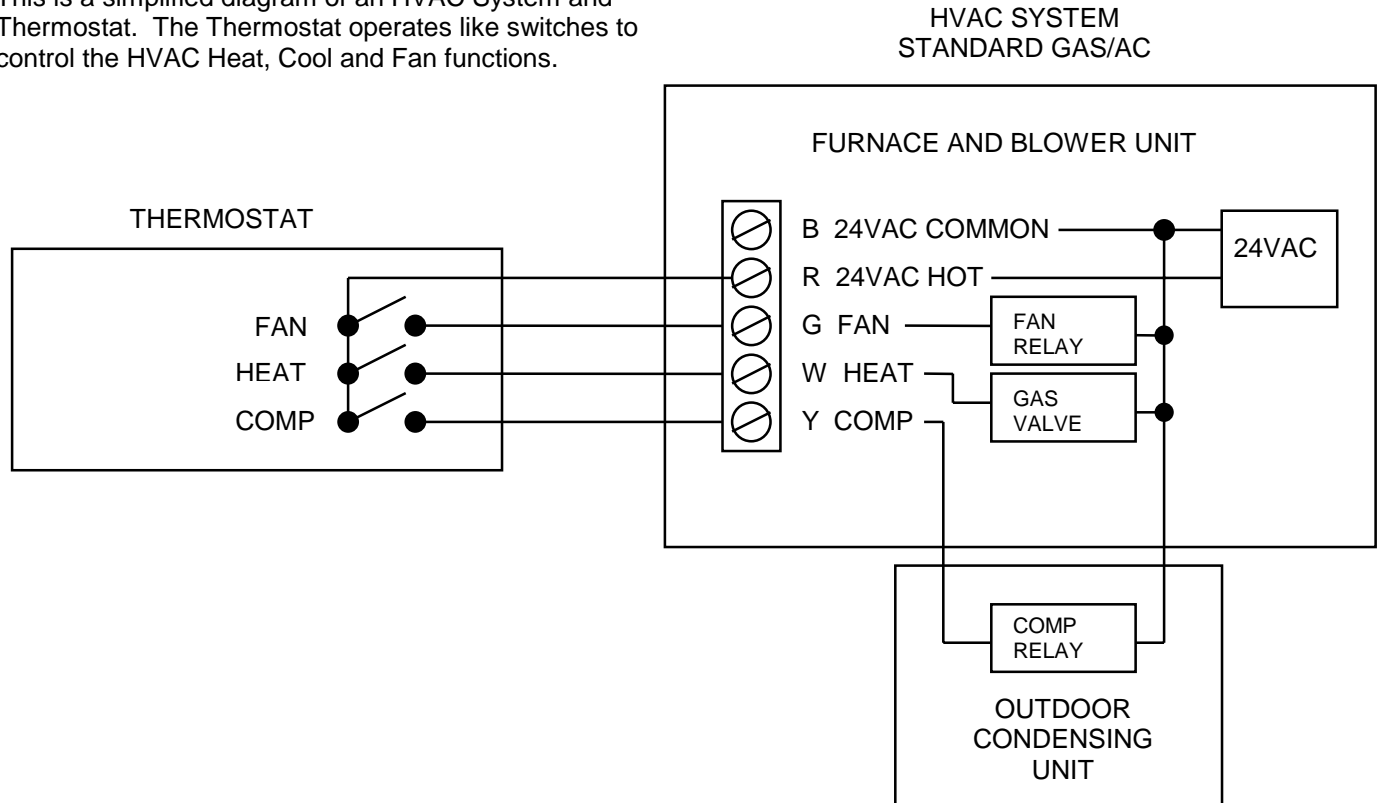 This is a simplified diagram of an HVAC System and
Thermostat. The Thermostat operates like switches to
control the HVAC Heat, Cool and Fan functions.
HVAC SYSTEM
STANDARD GAS/AC
FURNACE AND BLOWER UNIT
THERMOSTAT
B 24VAC COMMON
24VAC
R 24VAC HOT
FAN
G FAN
FAN
RELAY
HEAT
W HEAT
GAS
VALVE
COMP
Y COMP
COMP
RELAY
OUTDOOR
CONDENSING
UNIT